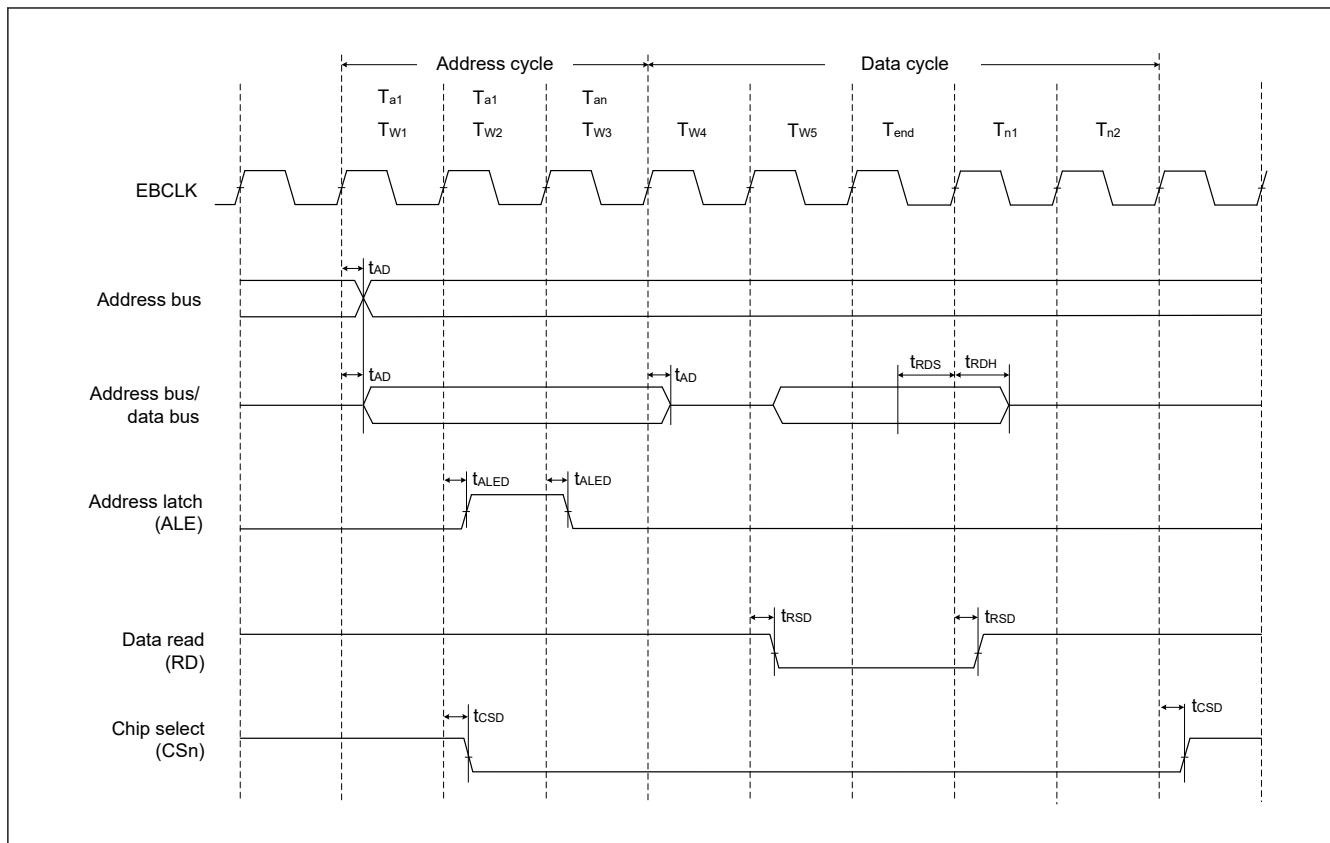 Address cycle Data cycle
Ta1 Ta1 Tan
TW1 TW2 TW3 TW4 TW5 Tend Tn1 Tn2
EBCLK
tAD
Address bus
tAD tAD tRDS tRDH
Address bus/
data bus
tALED tALED
Address latch
(ALE)
tRSD tRSD
Data read
(RD)
tCSD tCSD
Chip select
(CSn)